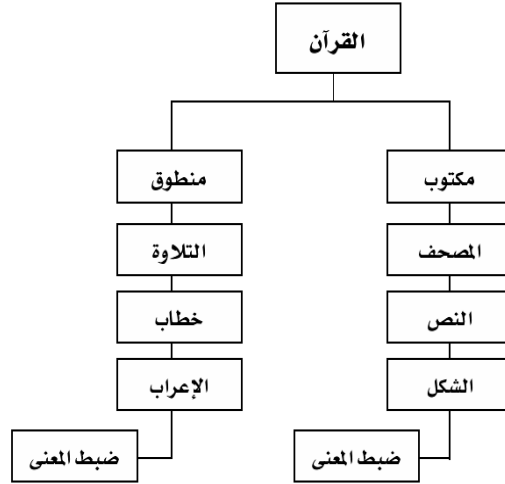 القرآن
مكتوب
منطوق
المصحف
التلاوة
النص
خطاب
الشكل
الإعراب
ضبط المعنى
ضبط المعنى